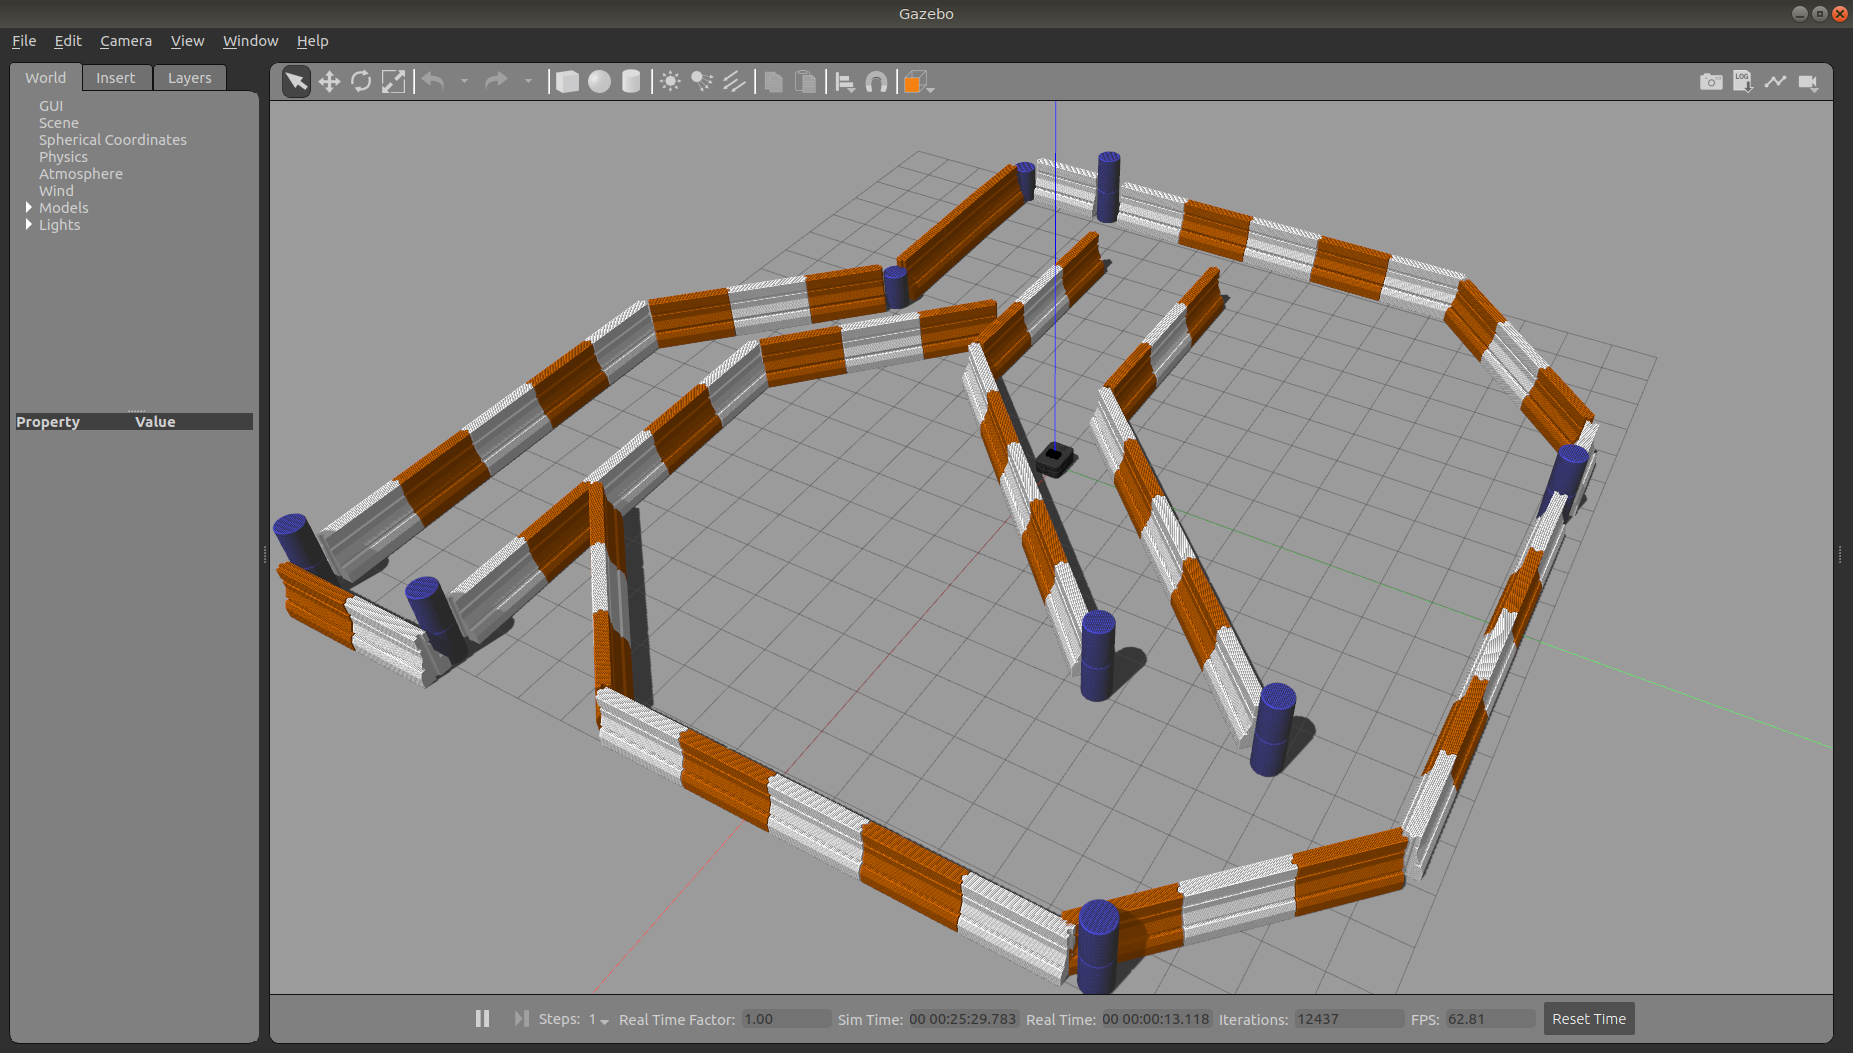 Gazebo
File Edit Camera View Window Help
World Insert Layers
LOG
GUI
Scene
Spherical Coordinates
Physics
Atmosphere
Wind
Models
Lights
Property Value
Steps: 1 Real Time Factor: 1.00 Sim Time: 00 00:25:29.783 Real Time: 00 00:00:13.118 Iterations: 12437 FPS: 62.81 Reset Time